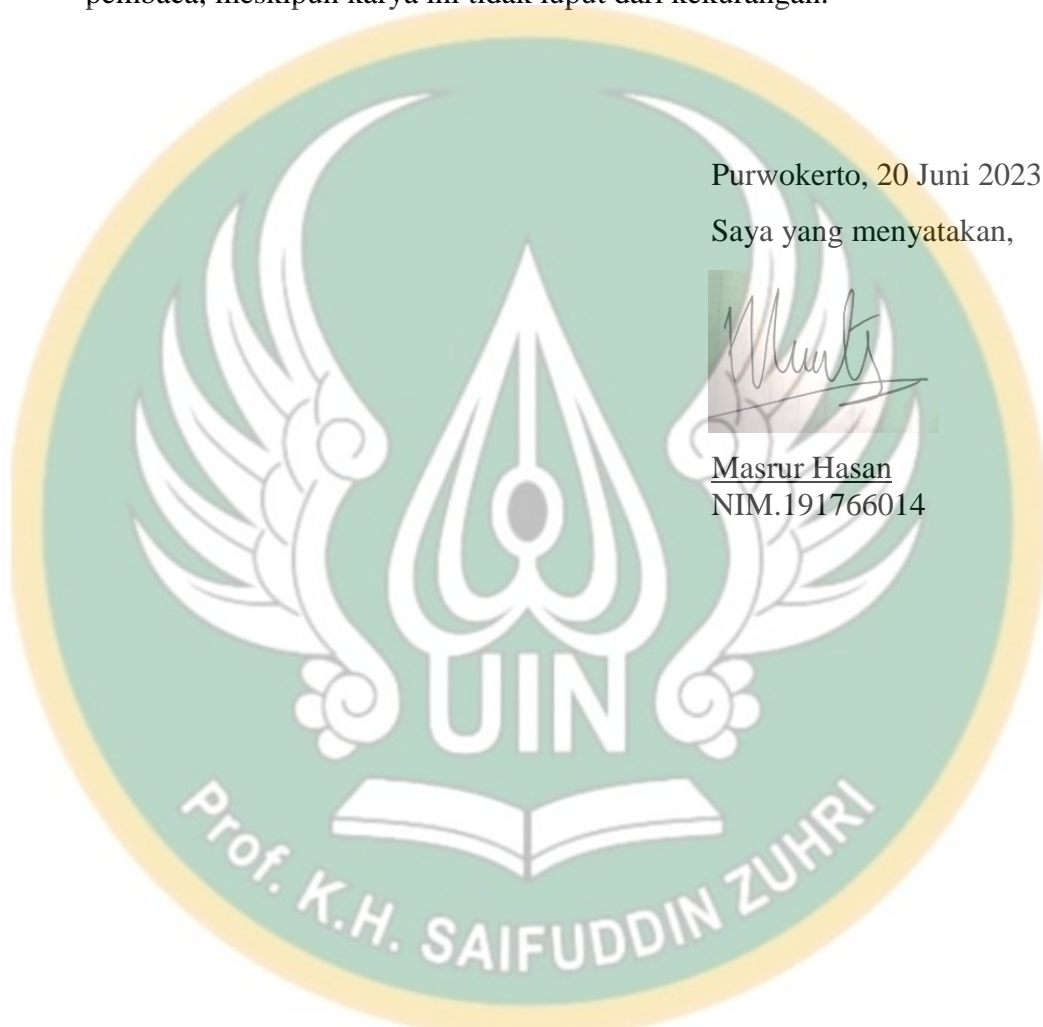 pembaca, meskipun karya ini tidak luput dari kekurangan.
Purwokerto, 20 Juni 2023
Saya yang menyatakan,
Masrur Hasan
NIM.191766014
UIN
Prof. K.H. SAIFUDDIN ZUHRI